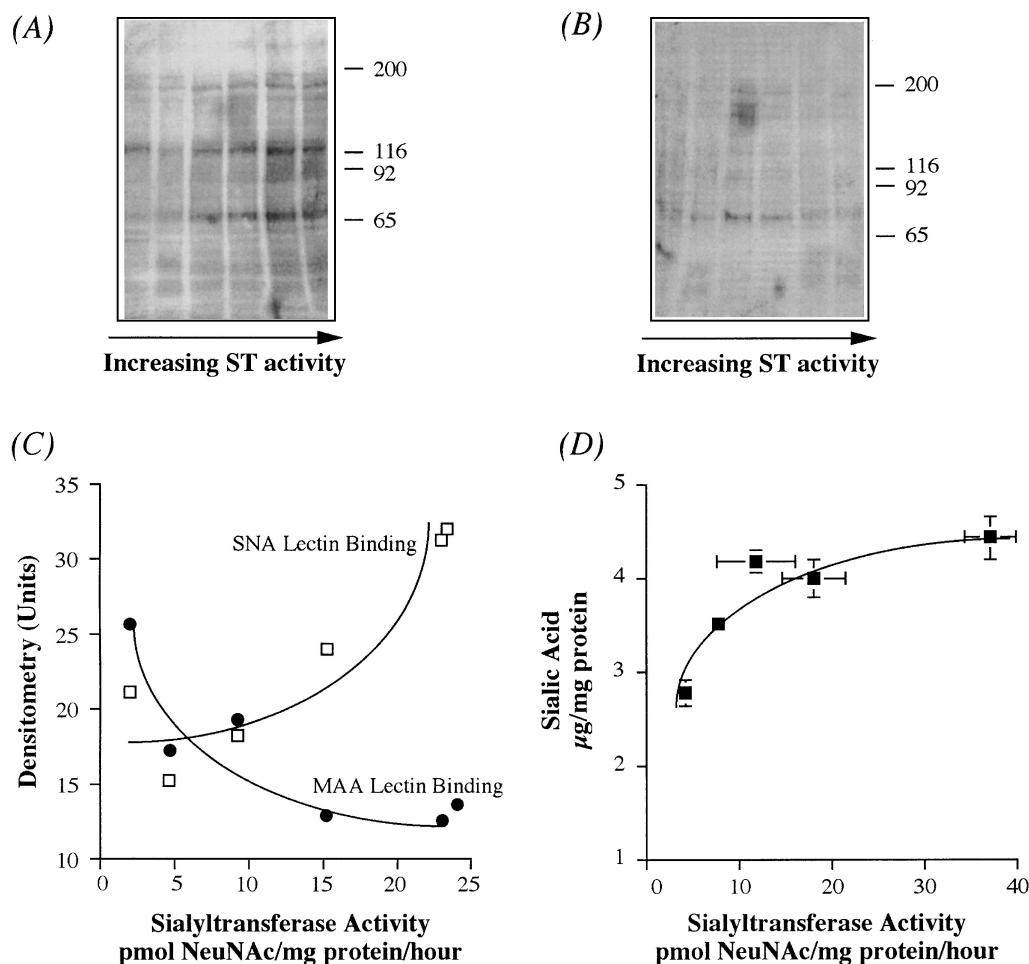 (A)
200
116
92
65
Increasing ST activity
(B)
200
116
92
65
Increasing ST activity
(C)
Densitometry (Units)
35
30
25
20
15
10
SNA Lectin Binding
MAA Lectin Binding
0 5 10 15 20 25
Sialyltransferase Activity
pmol NeuNAc/mg protein/hour
(D)
Sialic Acid
µg/mg protein
5
4
3
2
1
0 10 20 30 40
Sialyltransferase Activity
pmol NeuNAc/mg protein/hour